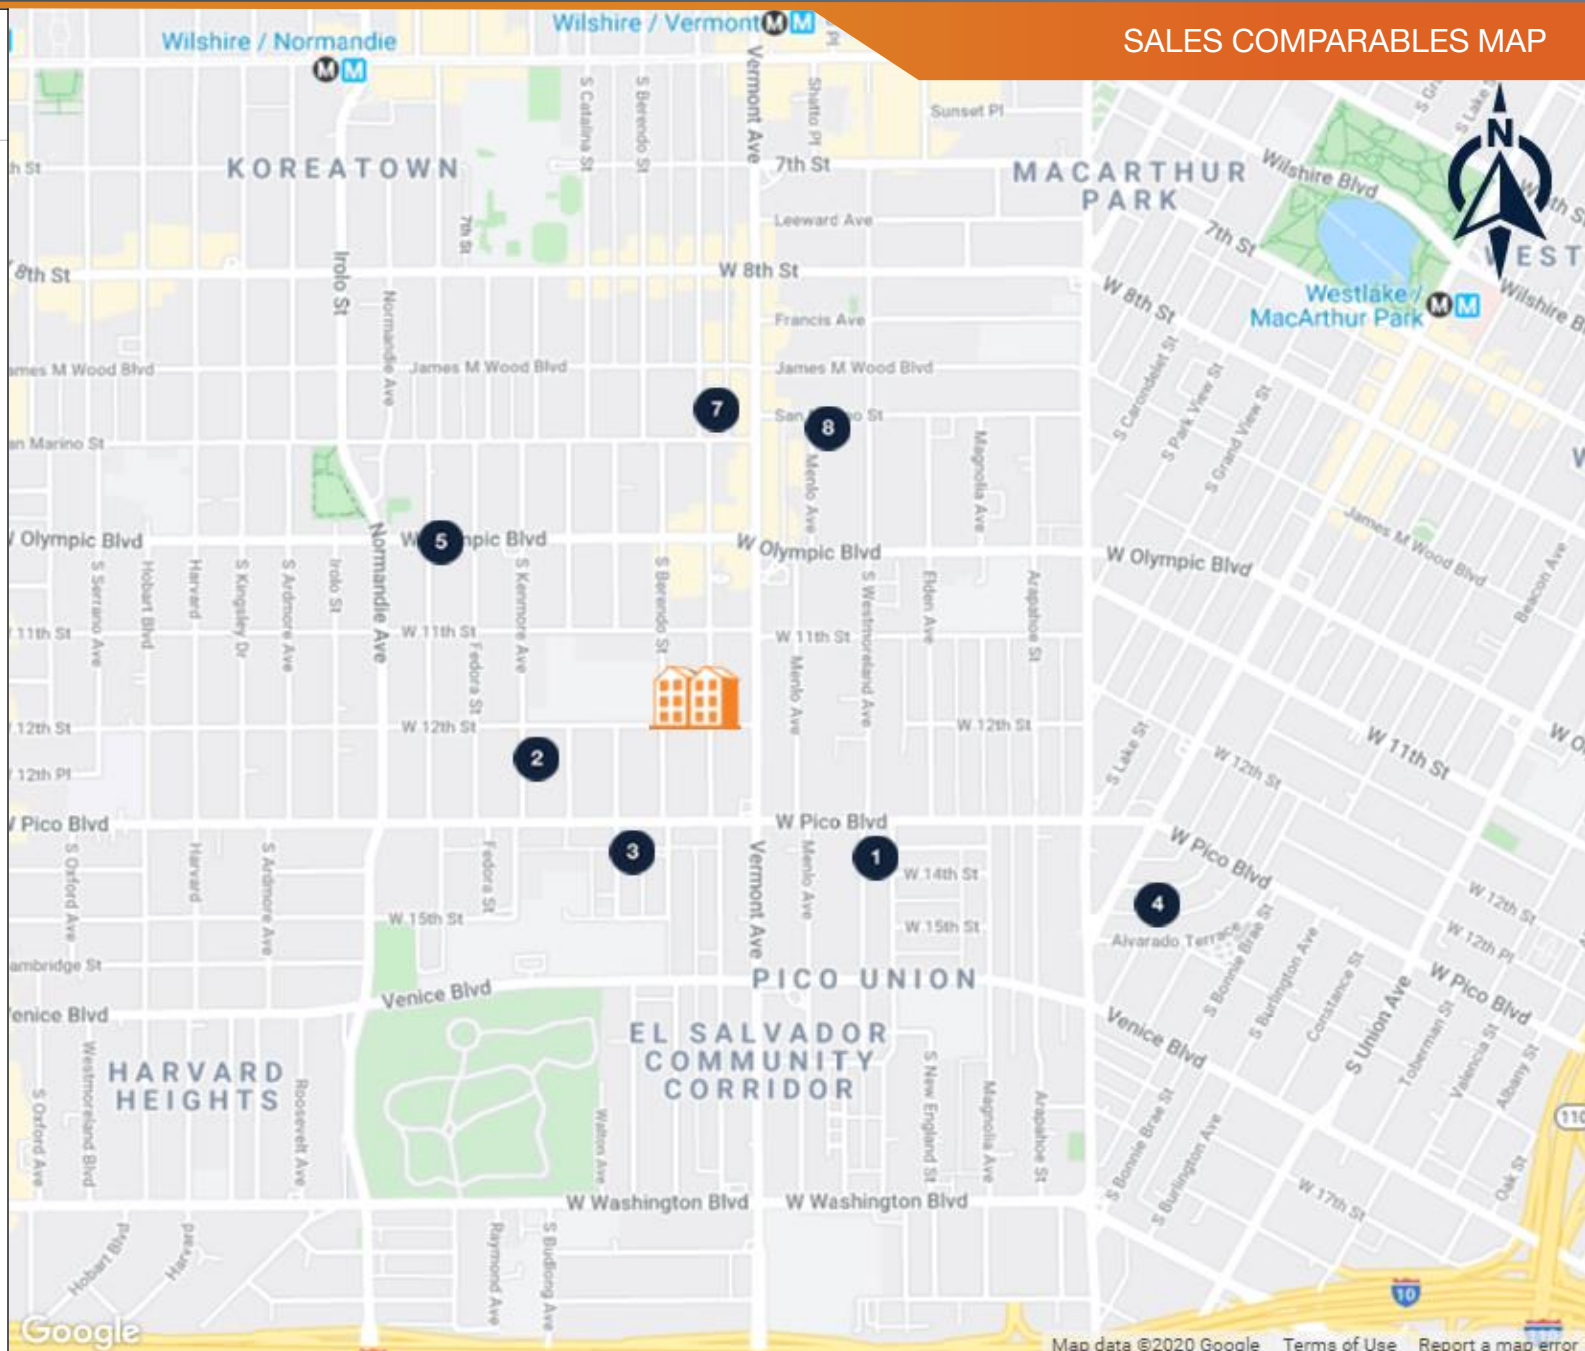 SALES COMPARABLES MAP
Wilshire / Vermont
M
M
Wilshire / Normandie
M
M
Vermont Ave
Shatto Pl
S Catalina St
S Berendo St
Sunset Pl
N
KOREATOWN
7th St
MACARTHUR
PARK
Wilshire Blvd
7th St
Leeward Ave
7th St
8th St
Irolo St
W 8th St
W 8th St
Westlake /
MacArthur Park
M
M
Normandie Ave
Francis Ave
James M Wood Blvd
James M Wood Blvd
S Carondelet St
S Park View St
S Grand View St
7
8
Menlo Ave
Magnolia Ave
James M Wood Blvd
Beacon Ave
Olympic Blvd
5
W Olympic Blvd
W Olympic Blvd
Normandie Ave
S Serrano Ave
Hobart Blvd
Harvard
S Kingsley Dr
S Ardmore Ave
Irolo St
S Kenmore Ave
S Berendo St
S Westmoreland Ave
Elden Ave
Arapahoe St
11th St
W 11th St
W 11th St
Fedora St
Menlo Ave
12th St
W 12th St
W 12th St
S Lake St
W 11th St
W 12th St
2
12th Pl
Pico Blvd
W Pico Blvd
W Pico Blvd
3
1
S Oxford Ave
Harvard
S Ardmore Ave
Fedora St
Vermont Ave
Menlo Ave
W 14th St
4
W 12th St
W 15th St
W 15th St
Alvarado Terrace
W 12th Pl
PICO UNION
Venice Blvd
W Pico Blvd
S Bonnie Brae St
S Burlington Ave
Constance St
S Union Ave
Toberman St
Valencia St
Albany St
Venice Blvd
EL SALVADOR
COMMUNITY
CORRIDOR
HARVARD
HEIGHTS
S Oxford Ave
Westmoreland Blvd
Roosevelt Ave
Walton Ave
S New England St
Magnolia Ave
Arapahoe St
S Bonnie Brae St
S Burlington Ave
110
Oak St
W 17th St
W Washington Blvd
W Washington Blvd
Hobart Blvd
Harvard
Raymond Ave
S Budlong Ave
10
Google
Map data ©2020 Google
Terms of Use
Report a map error